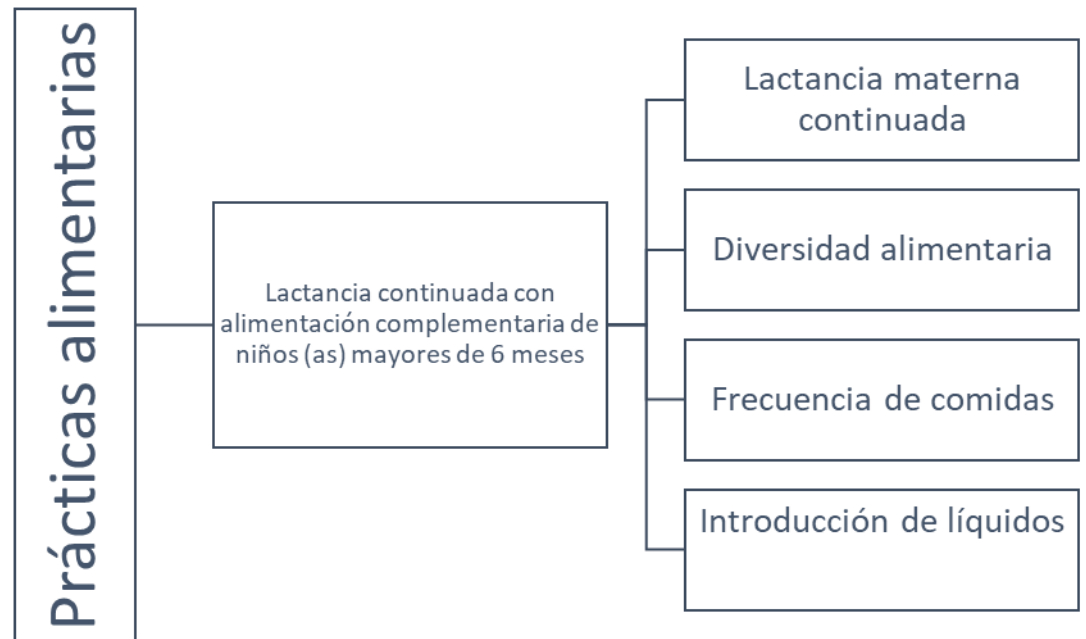 Prácticas alimentarias
Lactancia continuada con
alimentación complementaria de
niños (as) mayores de 6 meses
Lactancia materna
continuada
Diversidad alimentaria
Frecuencia de comidas
Introducción de líquidos